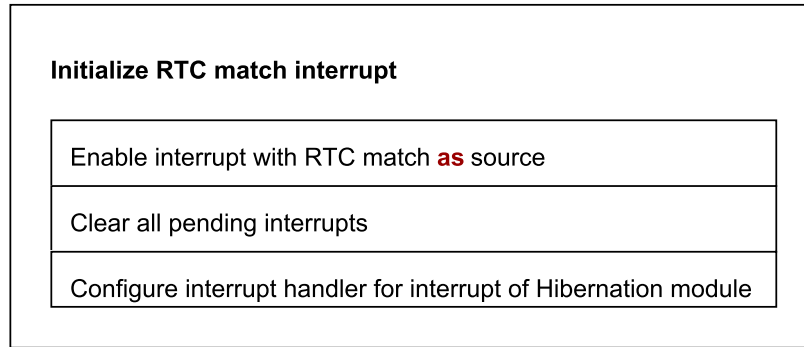 Initialize RTC match interrupt
Enable interrupt with RTC match as source
Clear all pending interrupts
Configure interrupt handler for interrupt of Hibernation module